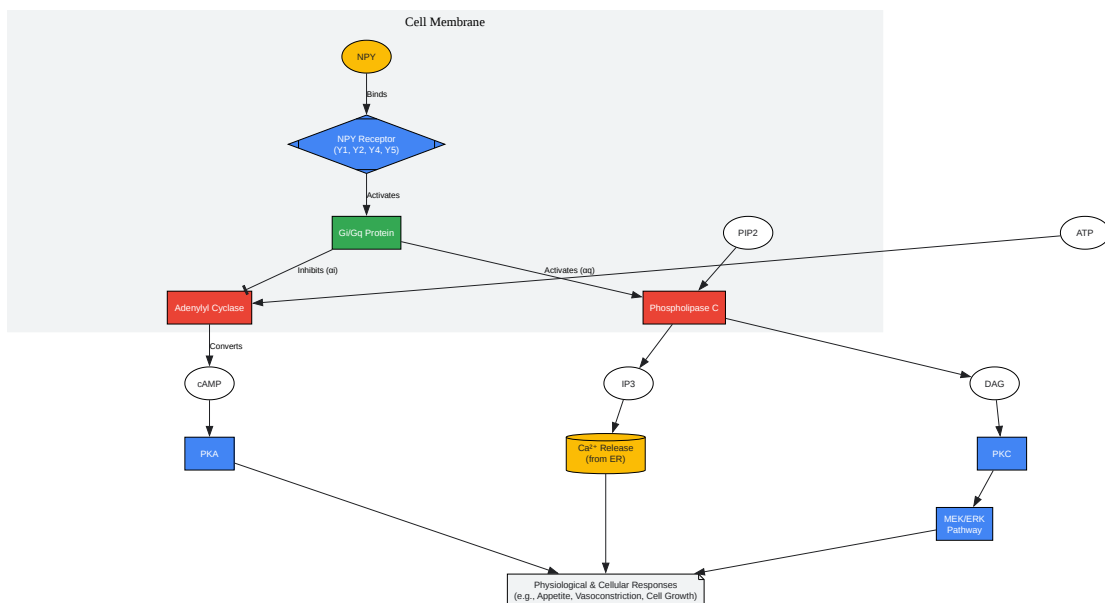 Cell Membrane
NPY
Binds
NPY Receptor
(Y1, Y2, Y4, Y5)
Activates
Gi/Gq Protein
PIP2
ATP
Inhibits (αi)
Activates (αq)
Adenylyl Cyclase
Phospholipase C
Converts
cAMP
IP3
DAG
PKA
Ca²⁺ Release
(from ER)
PKC
MEK/ERK
Pathway
Physiological & Cellular Responses
(e.g., Appetite, Vasoconstriction, Cell Growth)